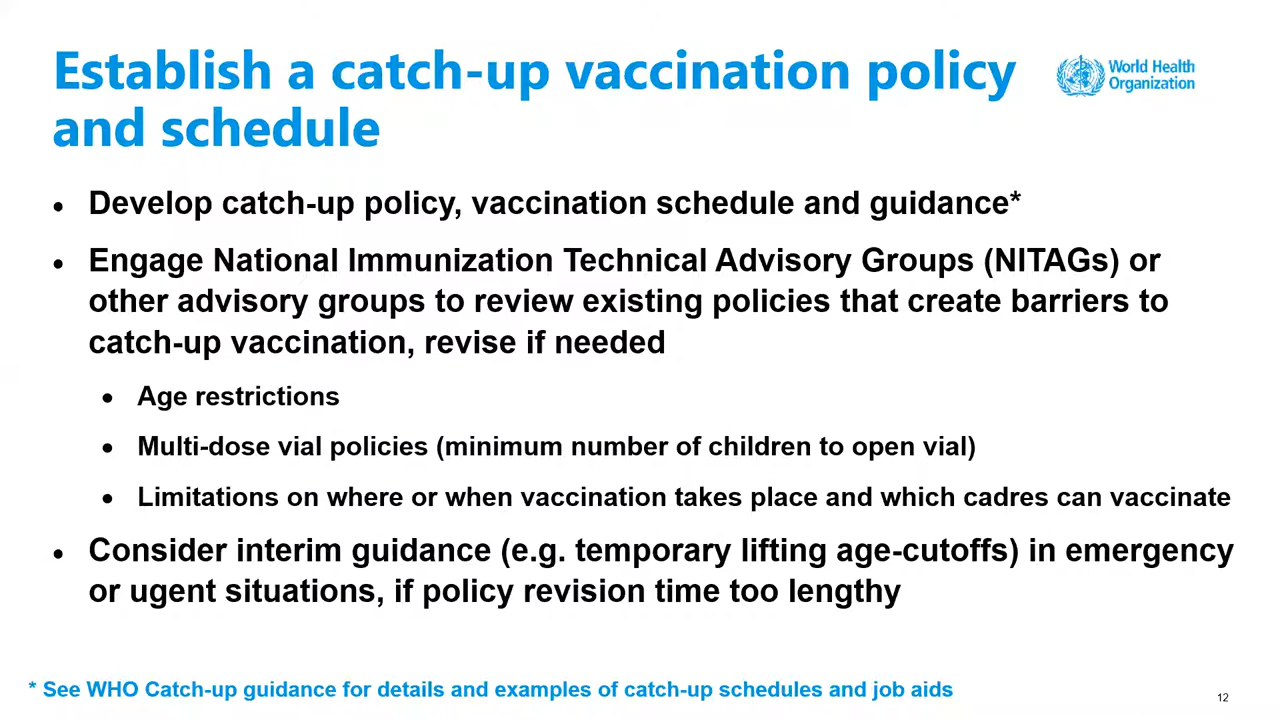 Establish a catch-up vaccination policy
and schedule
World Health
Organization
• Develop catch-up policy, vaccination schedule and guidance*
• Engage National Immunization Technical Advisory Groups (NITAGs) or
other advisory groups to review existing policies that create barriers to
catch-up vaccination, revise if needed
• Age restrictions
• Multi-dose vial policies (minimum number of children to open vial)
• Limitations on where or when vaccination takes place and which cadres can vaccinate
• Consider interim guidance (e.g. temporary lifting age-cutoffs) in emergency
or ugent situations, if policy revision time too lengthy
* See WHO Catch-up guidance for details and examples of catch-up schedules and job aids
12